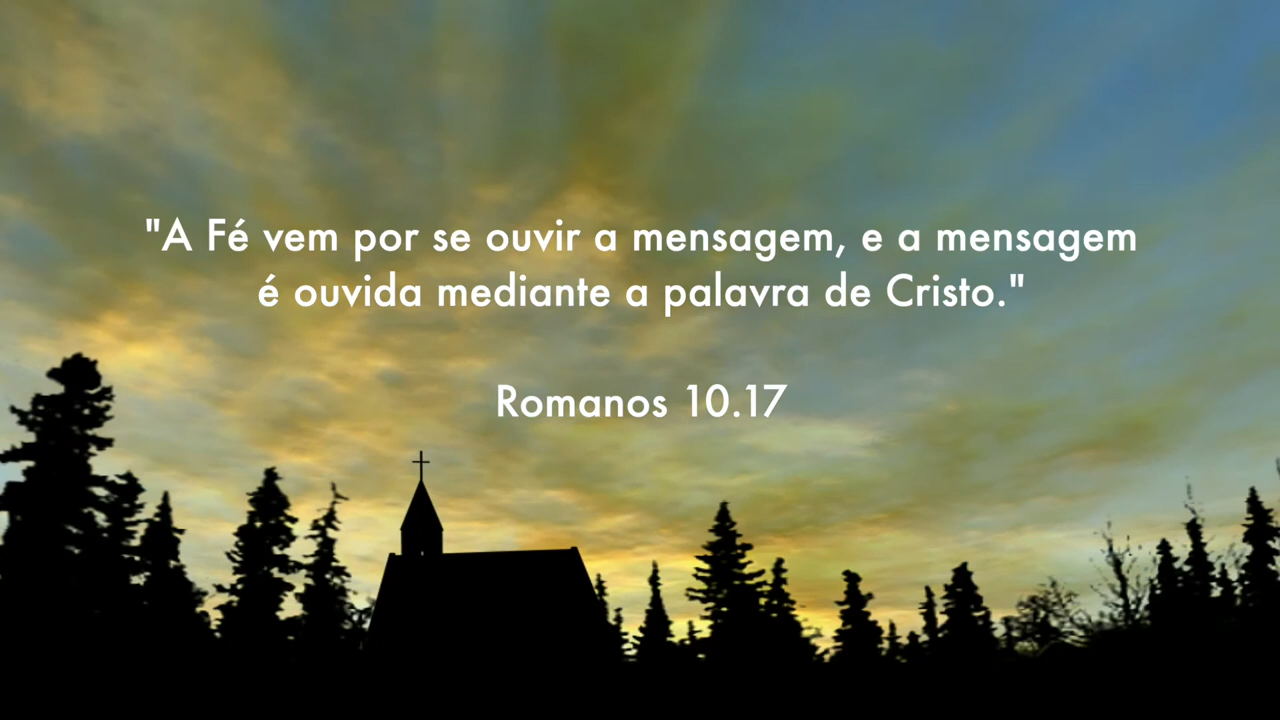 "A Fé vem por se ouvir a mensagem, e a mensagem
é ouvida mediante a palavra de Cristo."
Romanos 10.17